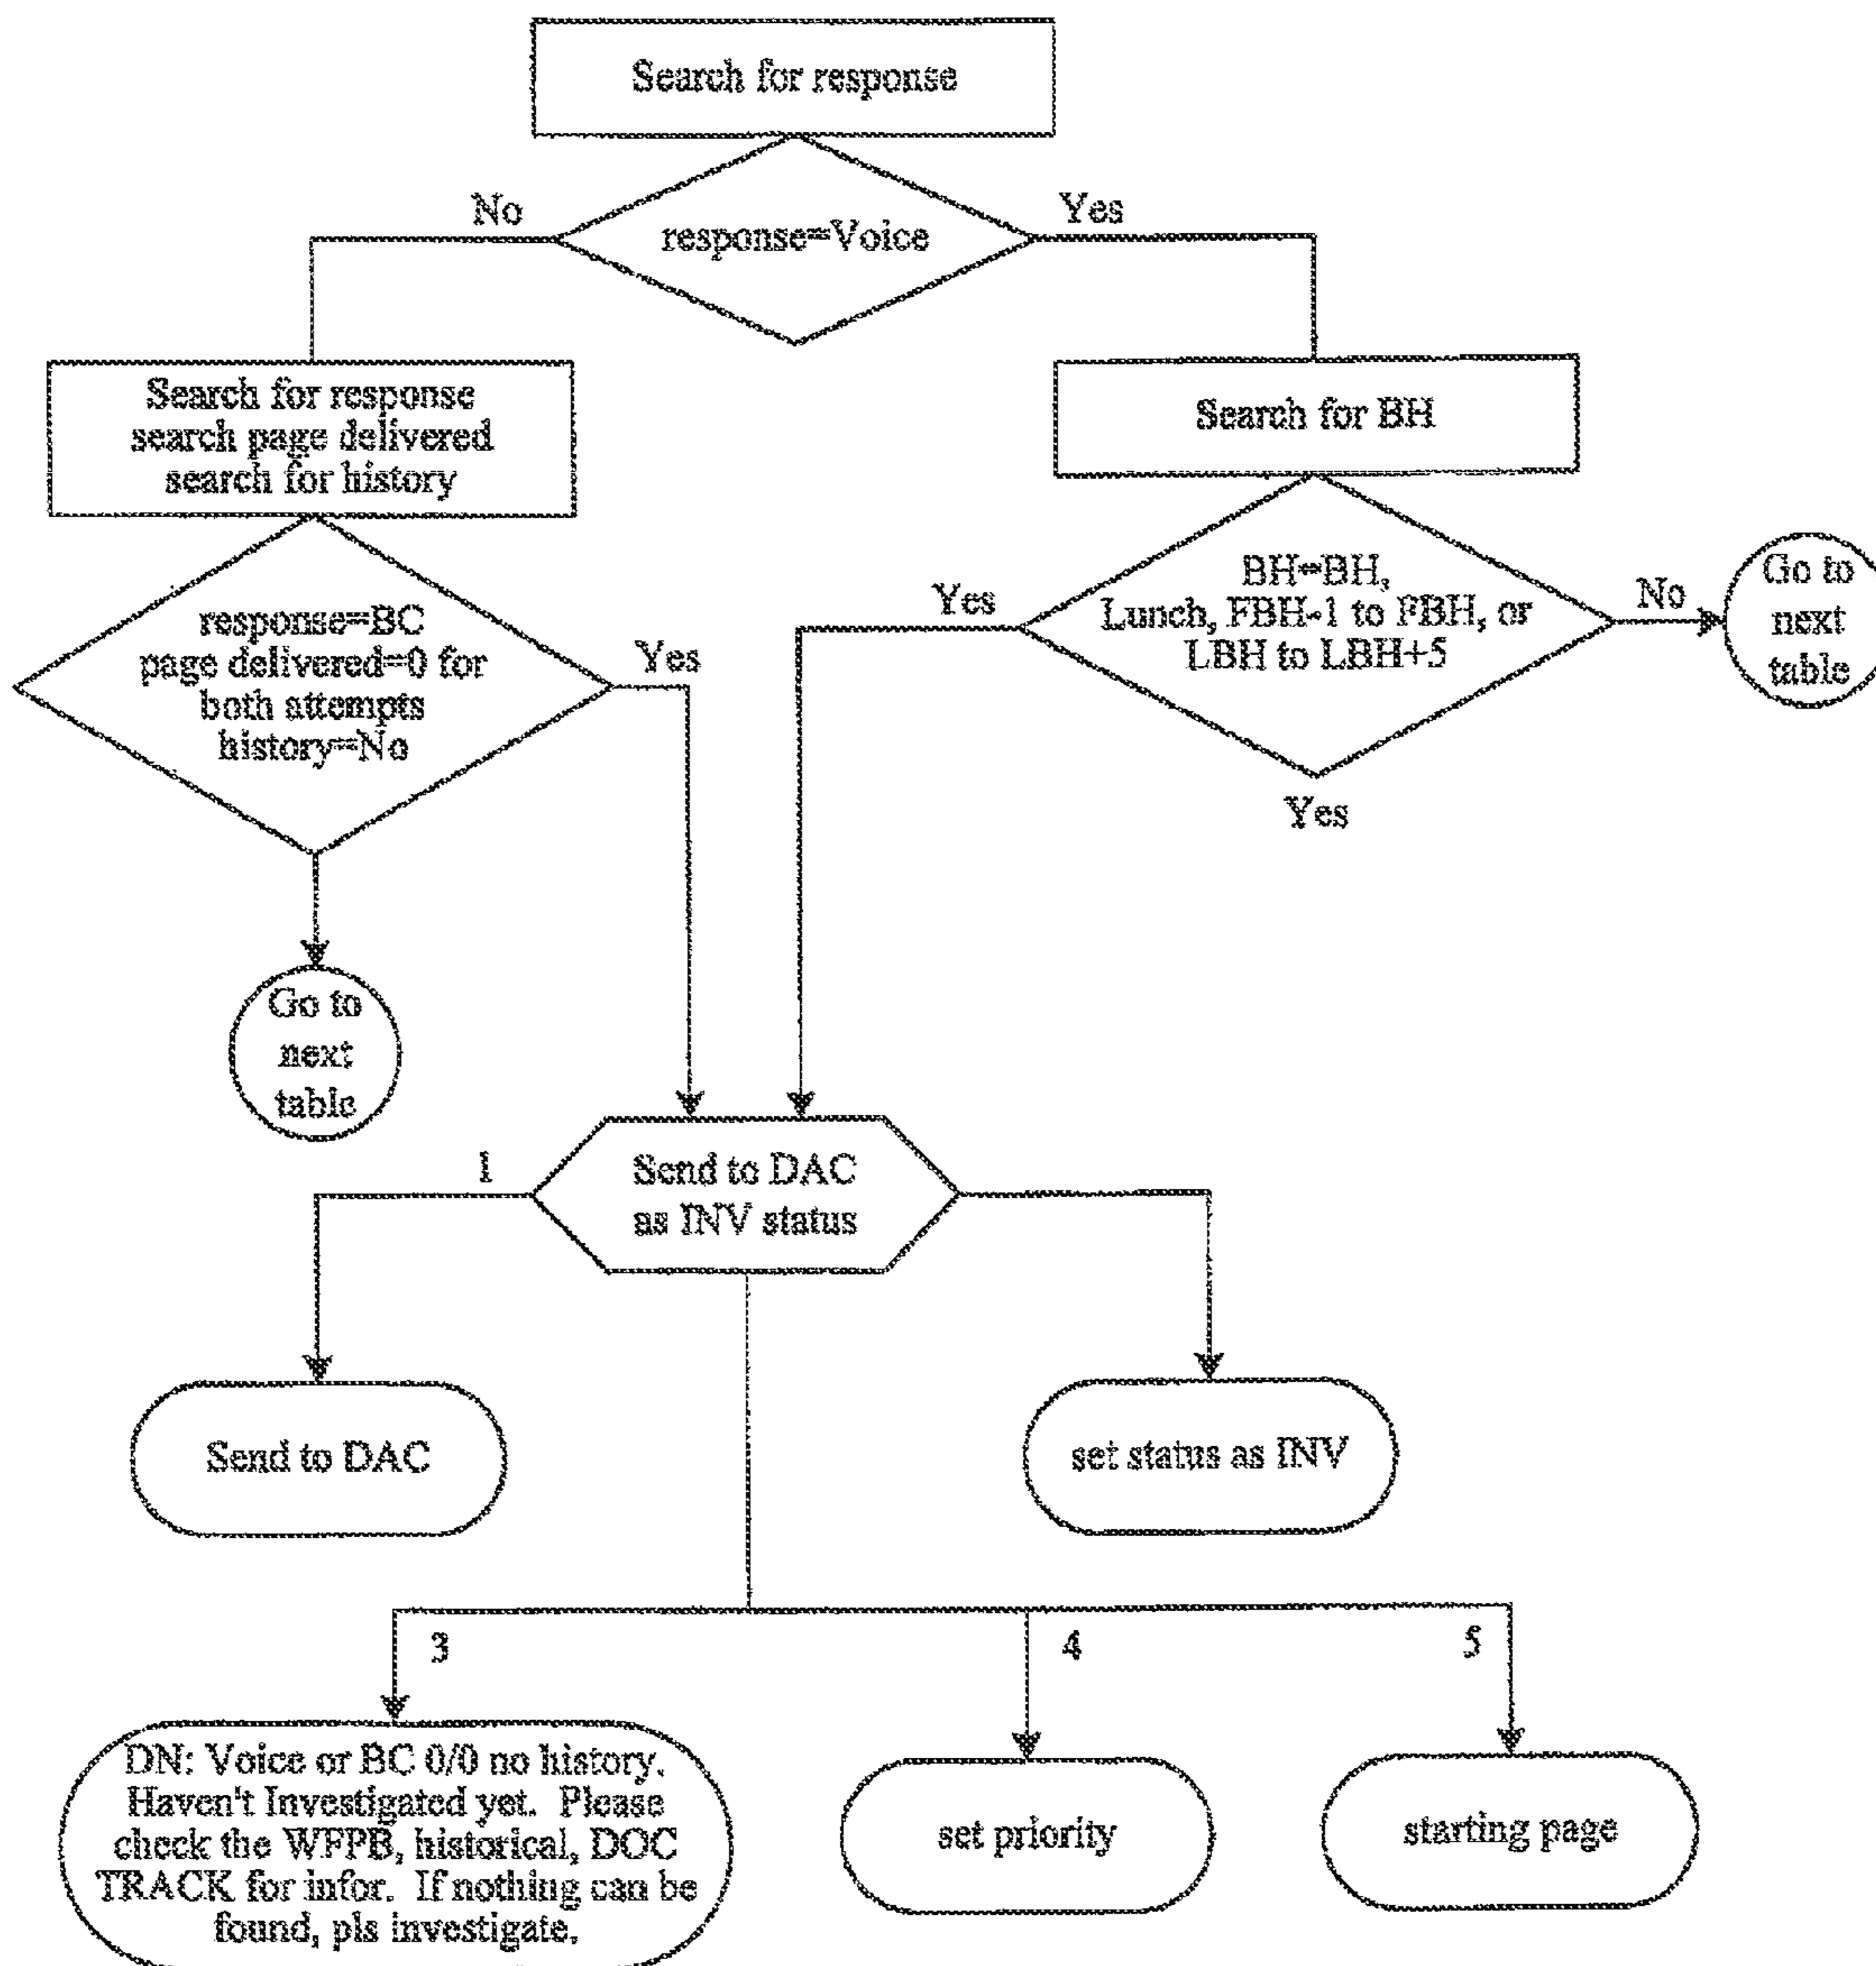 Search for response
No
Yes
response=Voice
Search for response
search page delivered
search for history
Search for BH
BH=BH,
Lunch, FBH-1 to FBH, or
LBH to LBH+5
Yes
No
Go to
next
table
Yes
response=BC
page delivered=0 for
both attempts
history=No
Yes
Go to
next
table
1
Send to DAC
as INV status
Send to DAC
set status as INV
3
4
5
DN: Voice or BC 0/0 no history.
Haven't Investigated yet. Please
check the WFPB, historical, DOC
TRACK for infor. If nothing can be
found, pls investigate.
set priority
starting page